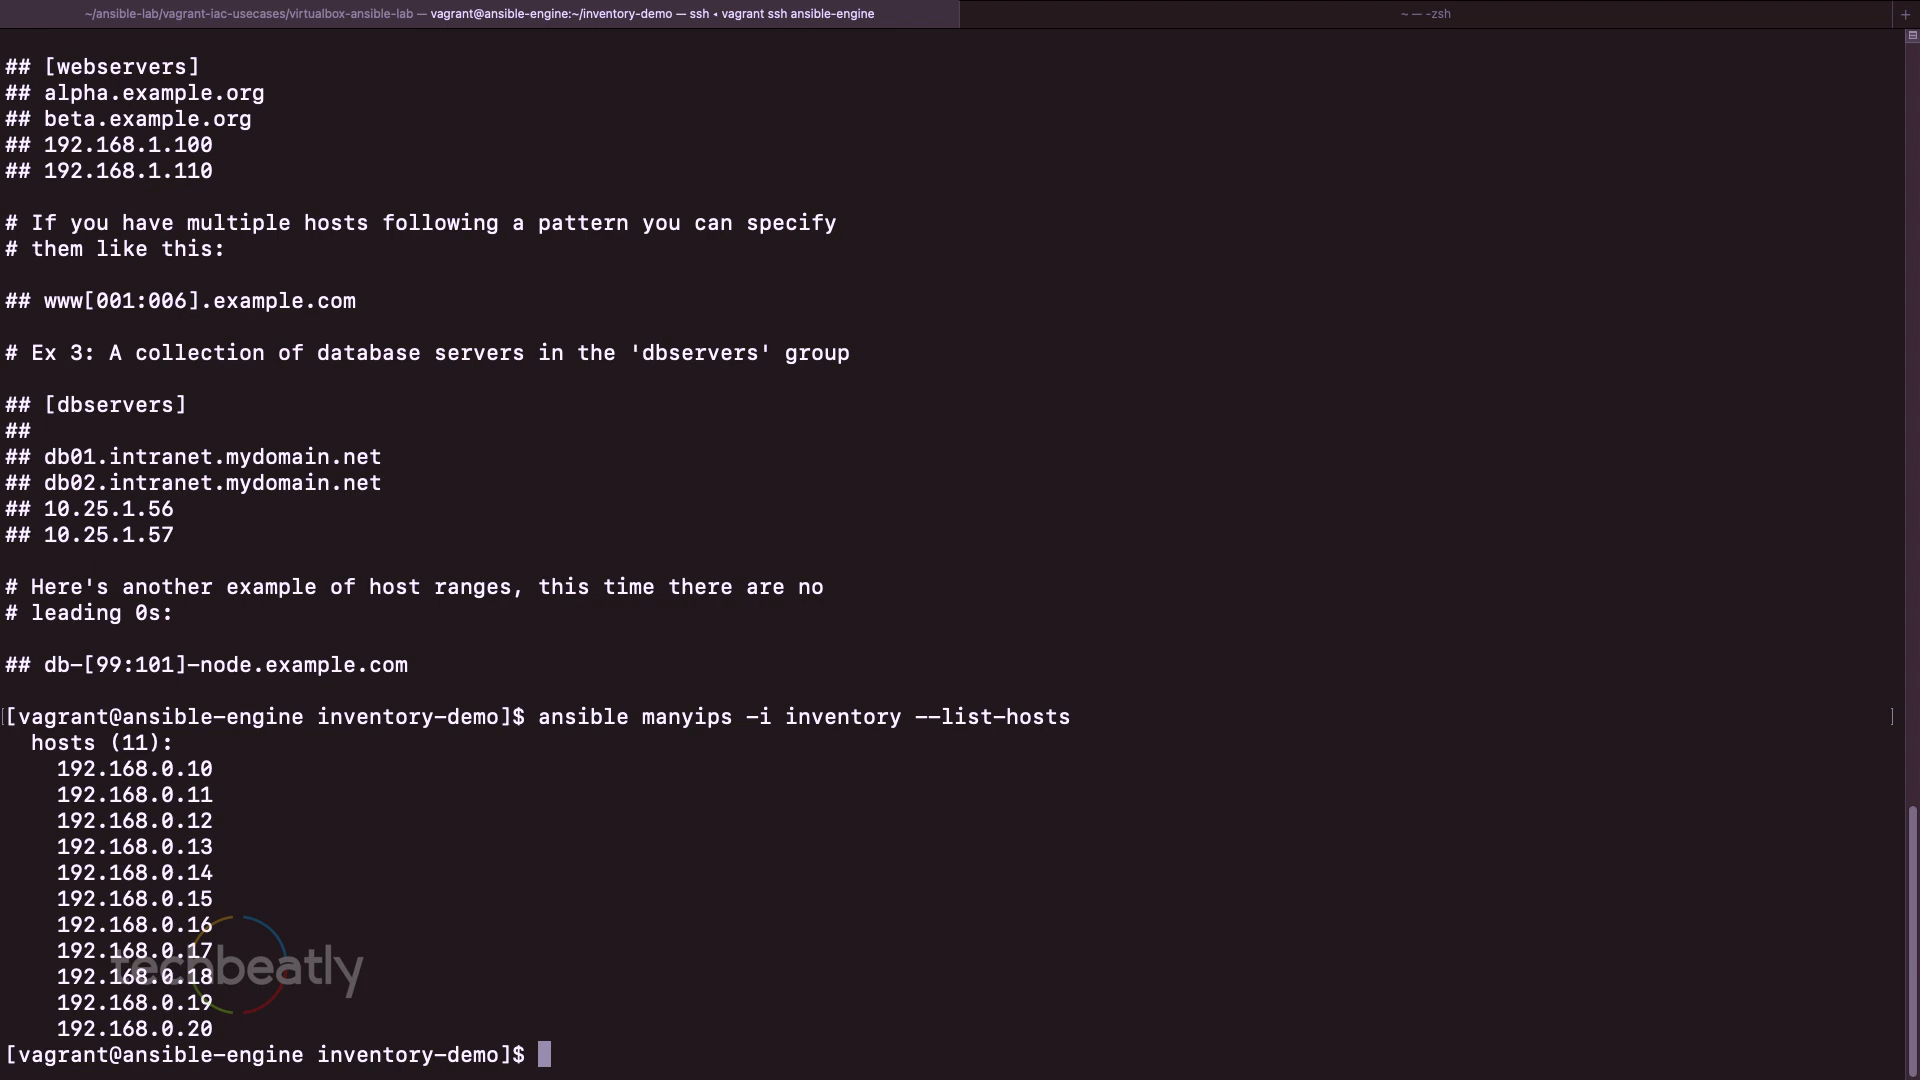 ~/ansible-lab/vagrant-iac-usecases/virtualbox-ansible-lab — vagrant@ansible-engine:~/inventory-demo — ssh ◂ vagrant ssh ansible-engine
~ — -zsh
+
## [webservers]
## alpha.example.org
## beta.example.org
## 192.168.1.100
## 192.168.1.110
# If you have multiple hosts following a pattern you can specify
# them like this:
## www[001:006].example.com
# Ex 3: A collection of database servers in the 'dbservers' group
## [dbservers]
##
## db01.intranet.mydomain.net
## db02.intranet.mydomain.net
## 10.25.1.56
## 10.25.1.57
# Here's another example of host ranges, this time there are no
# leading 0s:
## db-[99:101]-node.example.com
[vagrant@ansible-engine inventory-demo]$ ansible manyips -i inventory --list-hosts
hosts (11):
192.168.0.10
192.168.0.11
192.168.0.12
192.168.0.13
192.168.0.14
192.168.0.15
192.168.0.16
192.168.0.17
192.168.0.18
192.168.0.19
192.168.0.20
[vagrant@ansible-engine inventory-demo]$
techbeatly